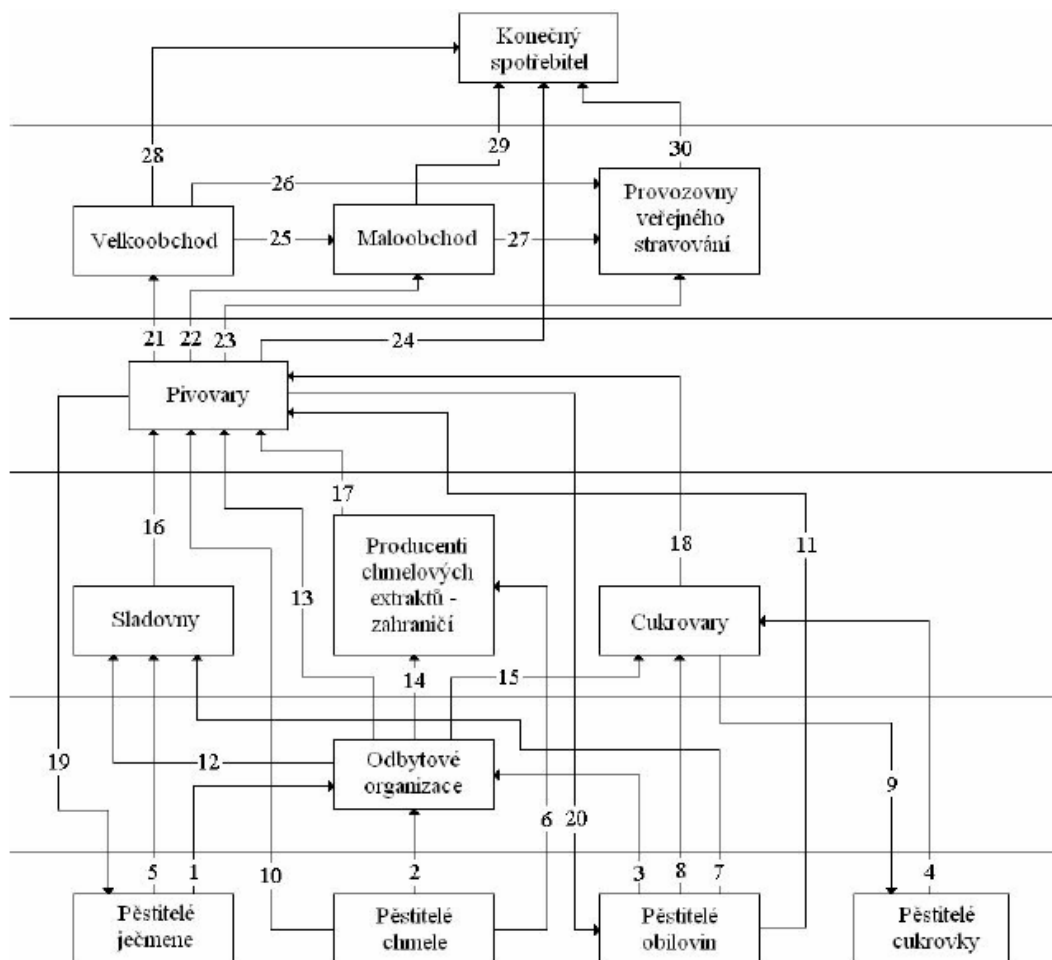 Konečný
spotřebitel
28
29
30
26
Provozovny
veřejného
stravování
Velkoobchod
25
Maloobchod
27
21
22
23
24
Pivovary
17
16
18
11
Producenti
chmelových
extraktů -
zahraničí
13
Sladovny
Cukrovary
14
15
19
12
Odbytové
organizace
9
6
20
5
1
10
2
3
8
7
4
Pěstitelé
ječmene
Pěstitelé
chmele
Pěstitelé
obilovin
Pěstitelé
cukrovky